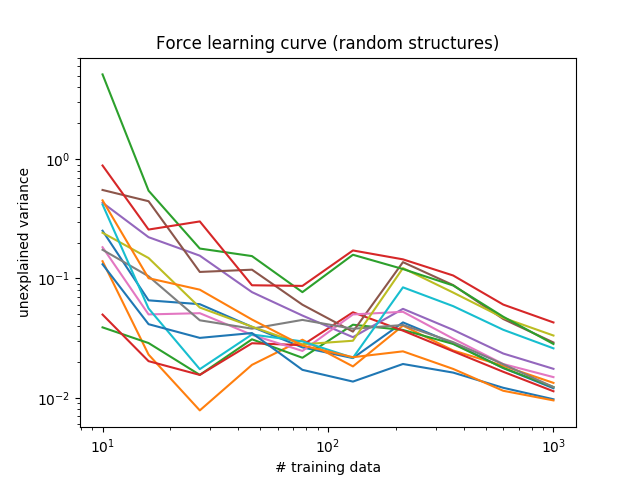 Force learning curve (random structures)
unexplained variance
10⁰
10⁻¹
10⁻²
10¹
10²
10³
# training data